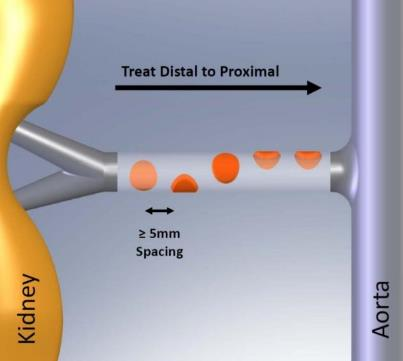 Treat Distal to Proximal
≥ 5mm
Spacing
Kidney
Aorta